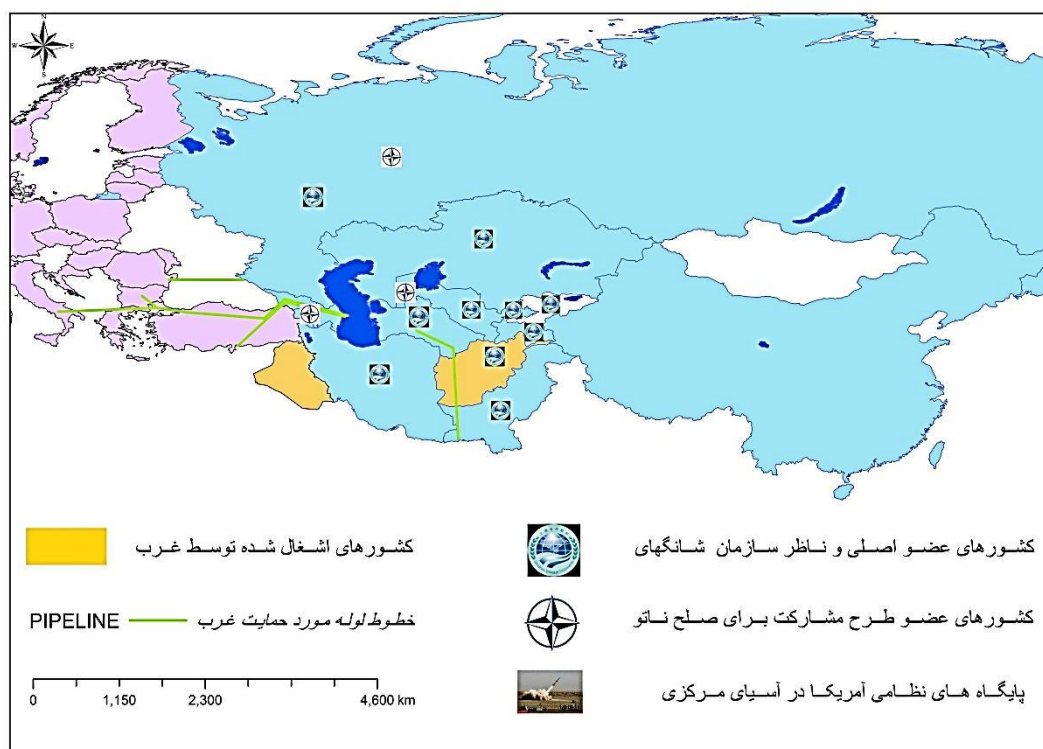 N
W E
S
کشورهای عضو اصلی و ناظر سازمان شانگهای
کشورهای اشغال شده توسط غرب
کشورهای عضو طرح مشارکت برای صلح ناتو
خطوط لوله مورد حمایت غرب PIPELINE
پایگاه های نظامی آمریکا در آسیای مرکزی
0 1,150 2,300 4,600 km